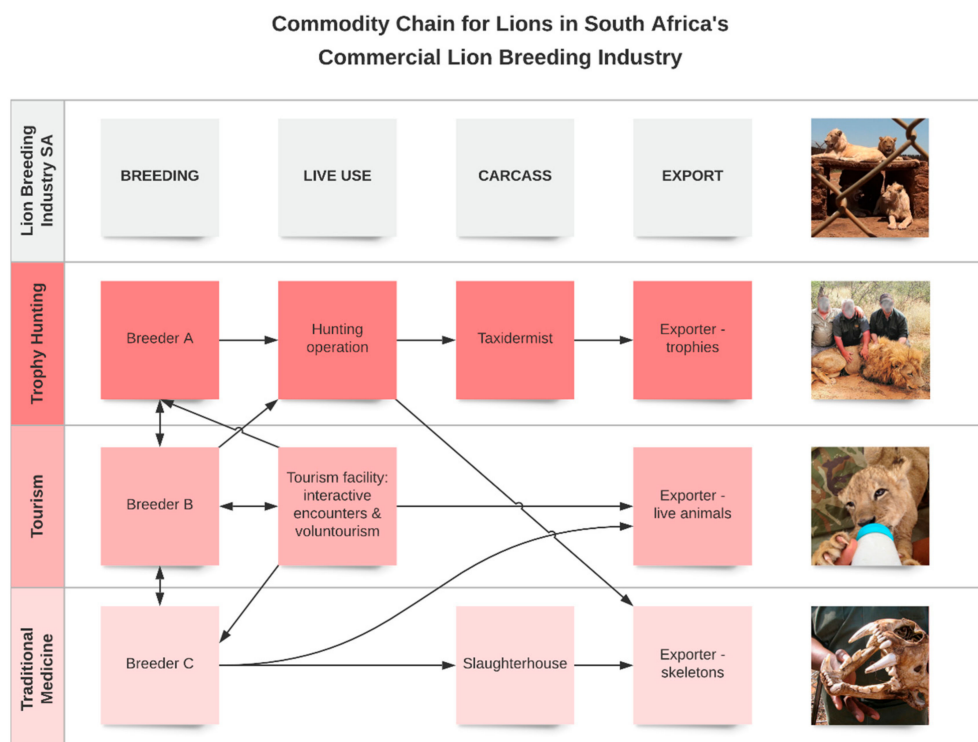 Commodity Chain for Lions in South Africa's
Commercial Lion Breeding Industry
Lion Breeding
Industry SA
BREEDING
LIVE USE
CARCASS
EXPORT
Trophy Hunting
Breeder A
Hunting
operation
Taxidermist
Exporter -
trophies
Tourism
Breeder B
Tourism facility:
interactive
encounters &
voluntourism
Exporter -
live animals
Traditional
Medicine
Breeder C
Slaughterhouse
Exporter -
skeletons